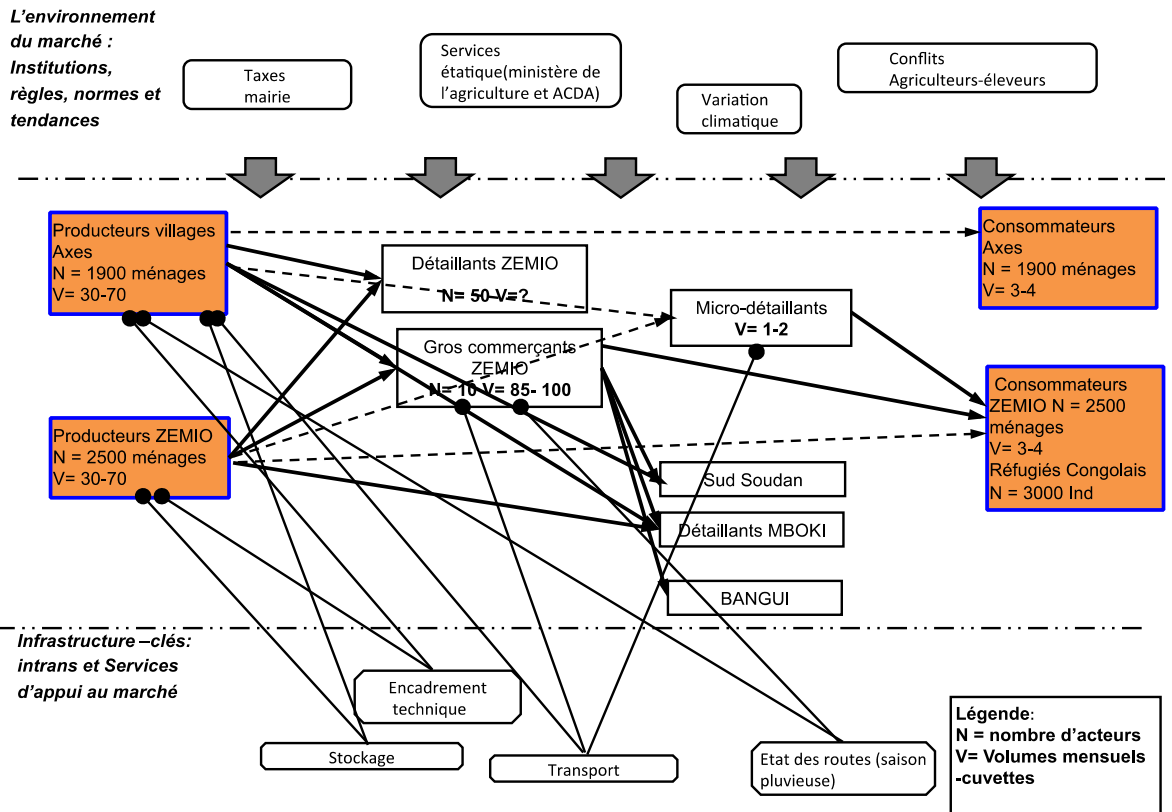 L'environnement
du marché :
Institutions,
règles, normes et
tendances
Taxes
mairie
Services
étatique(ministère de
l'agriculture et ACDA)
Variation
climatique
Conflits
Agriculteurs-éleveurs
Producteurs villages
Axes
N = 1900 ménages
V= 30-70
Détaillants ZEMIO
N= 50 V=?
Micro-détaillants
V= 1-2
Consommateurs
Axes
N = 1900 ménages
V= 3-4
Gros commerçants
ZEMIO
N= 10 V= 85- 100
Producteurs ZEMIO
N = 2500 ménages
V= 30-70
Consommateurs
ZEMIO N = 2500
ménages
V= 3-4
Réfugiés Congolais
N = 3000 Ind
Sud Soudan
Détaillants MBOKI
BANGUI
Infrastructure –clés:
intrans et Services
d'appui au marché
Encadrement
technique
Stockage
Transport
Etat des routes (saison
pluvieuse)
Légende:
N = nombre d'acteurs
V= Volumes mensuels
-cuvettes